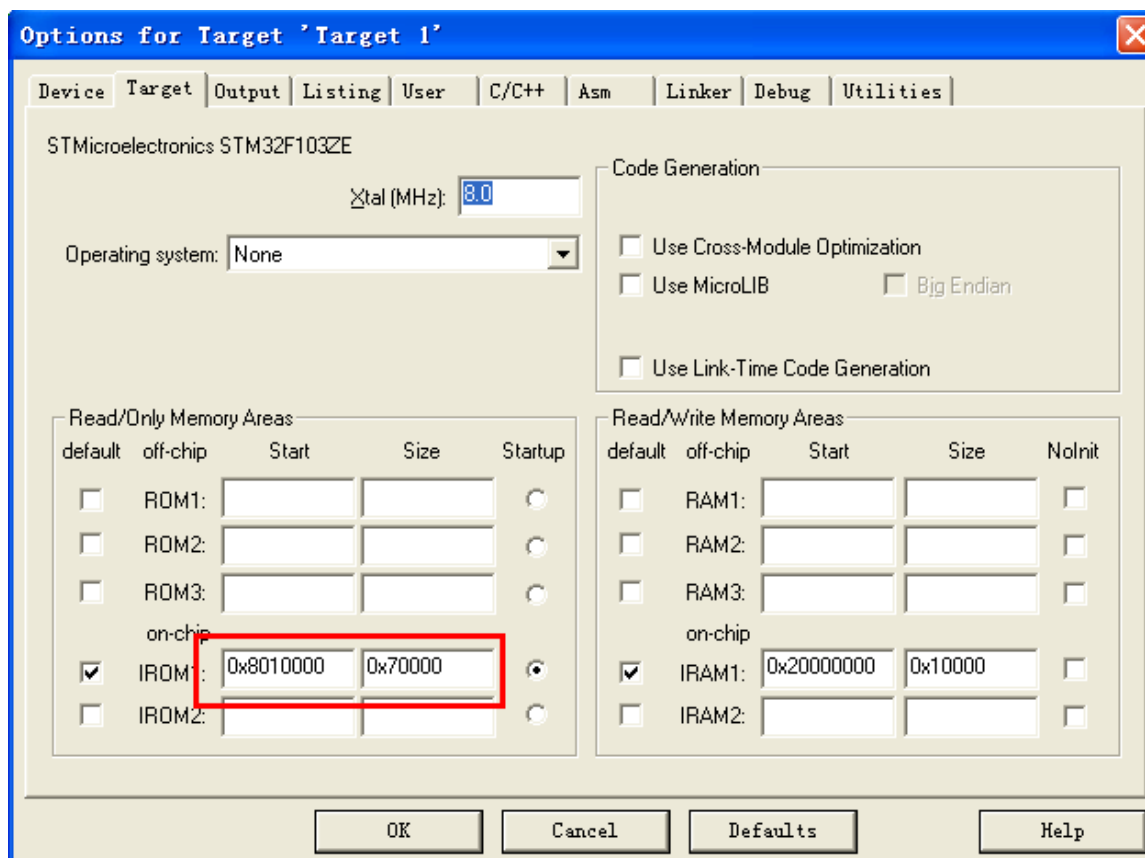 Options for Target 'Target 1'
Device Target Output Listing User C/C++ Asm Linker Debug Utilities
STMicroelectronics STM32F103ZE
Xtal (MHz): 8.0
Operating system: None
Code Generation
Use Cross-Module Optimization
Use MicroLIB Big Endian
Use Link-Time Code Generation
Read/Only Memory Areas
default off-chip Start Size Startup
ROM1:
ROM2:
ROM3:
on-chip
IROM1: 0x8010000 0x70000
IROM2:
Read/Write Memory Areas
default off-chip Start Size NoInit
RAM1:
RAM2:
RAM3:
on-chip
IRAM1: 0x20000000 0x10000
IRAM2:
OK Cancel Defaults Help